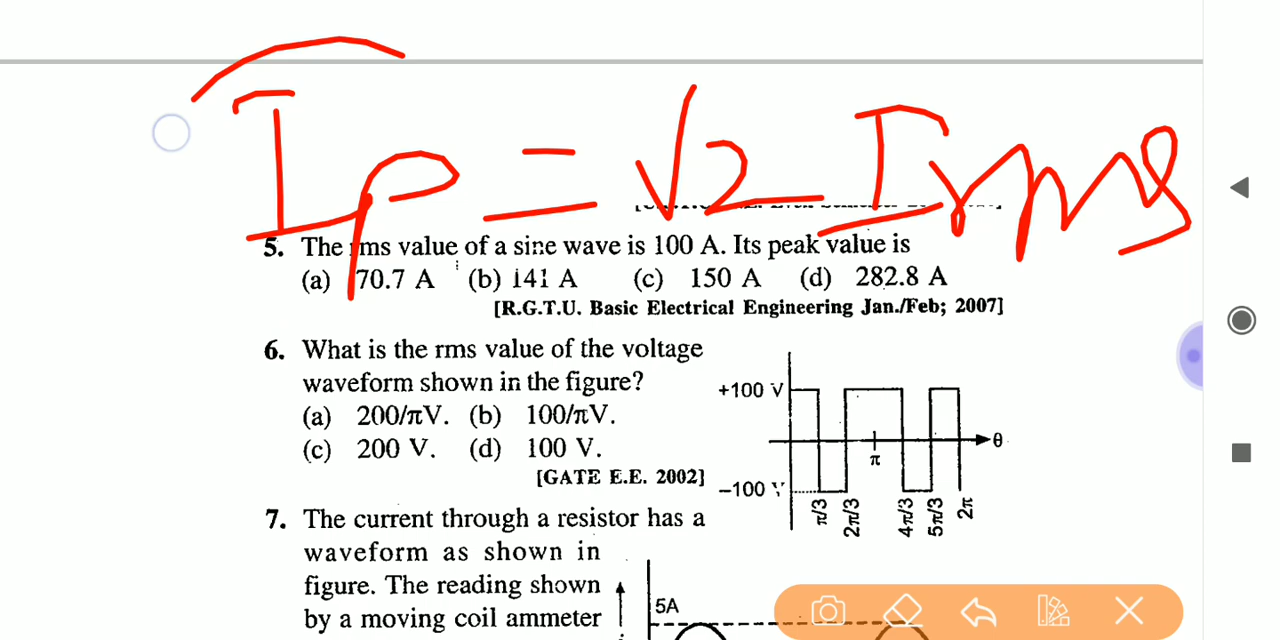 Ip = √2 Irms
5. The rms value of a sine wave is 100 A. Its peak value is
(a) 70.7 A (b) 141 A (c) 150 A (d) 282.8 A
[R.G.T.U. Basic Electrical Engineering Jan./Feb; 2007]
6. What is the rms value of the voltage
waveform shown in the figure?
(a) 200/πV. (b) 100/πV.
(c) 200 V. (d) 100 V.
[GATE E.E. 2002]
+100 V
θ
π
−100 V
π/3 2π/3 4π/3 5π/3 2π
7. The current through a resistor has a
waveform as shown in
figure. The reading shown
by a moving coil ammeter
5A